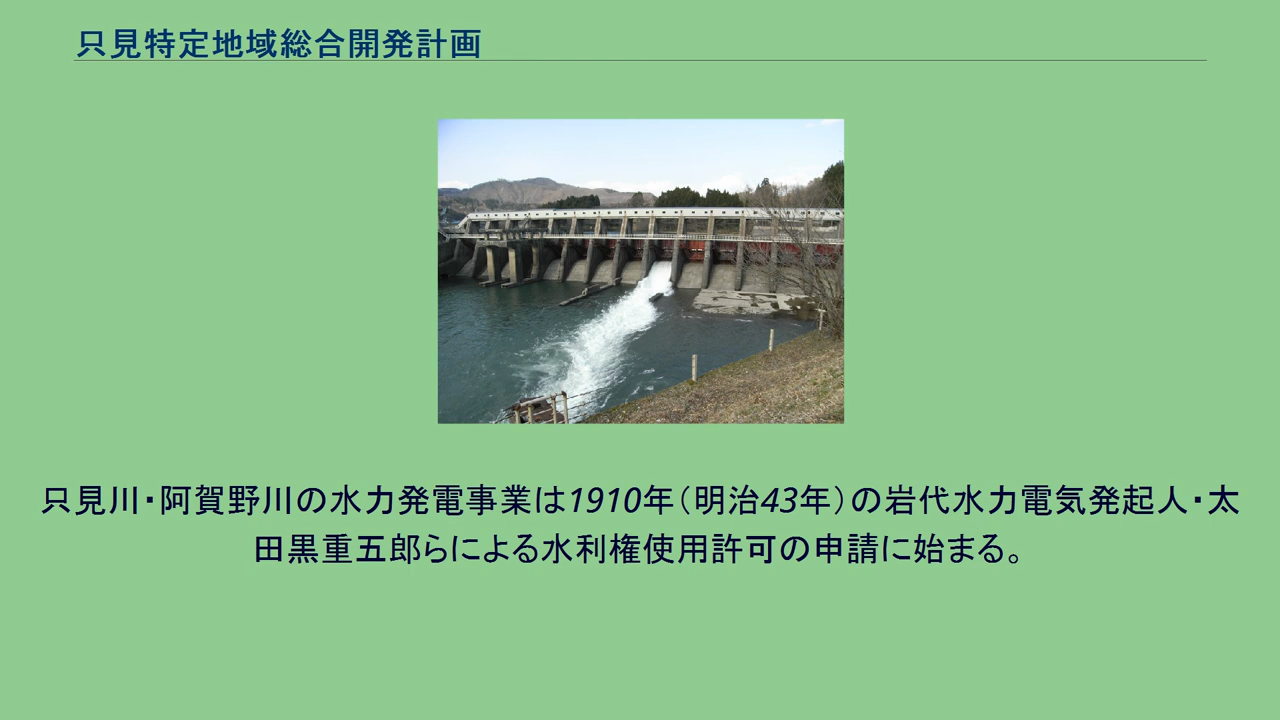 只見特定地域総合開発計画
只見川・阿賀野川の水力発電事業は1910年（明治43年）の岩代水力電気発起人・太
田黒重五郎らによる水利権使用許可の申請に始まる。